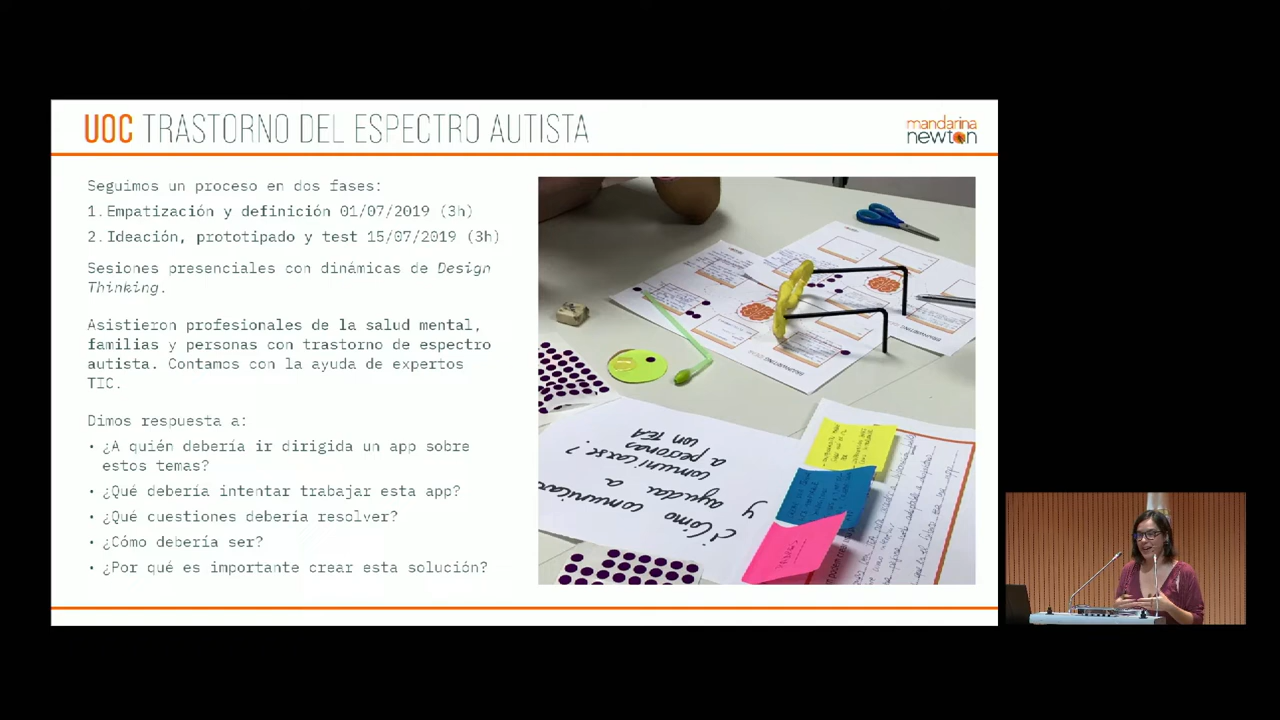 UOC TRASTORNO DEL ESPECTRO AUTISTA
mandarina
newton
Seguimos un proceso en dos fases:
1. Empatización y definición 01/07/2019 (3h)
2. Ideación, prototipado y test 15/07/2019 (3h)
Sesiones presenciales con dinámicas de Design
Thinking.
Asistieron profesionales de la salud mental,
familias y personas con trastorno de espectro
autista. Contamos con la ayuda de expertos
TIC.
Dimos respuesta a:
• ¿A quién debería ir dirigida un app sobre
estos temas?
• ¿Qué debería intentar trabajar esta app?
• ¿Qué cuestiones debería resolver?
• ¿Cómo debería ser?
• ¿Por qué es importante crear esta solución?
¿Cómo comunicar
y ayudar a
comunicarse?
a personas
con TEA